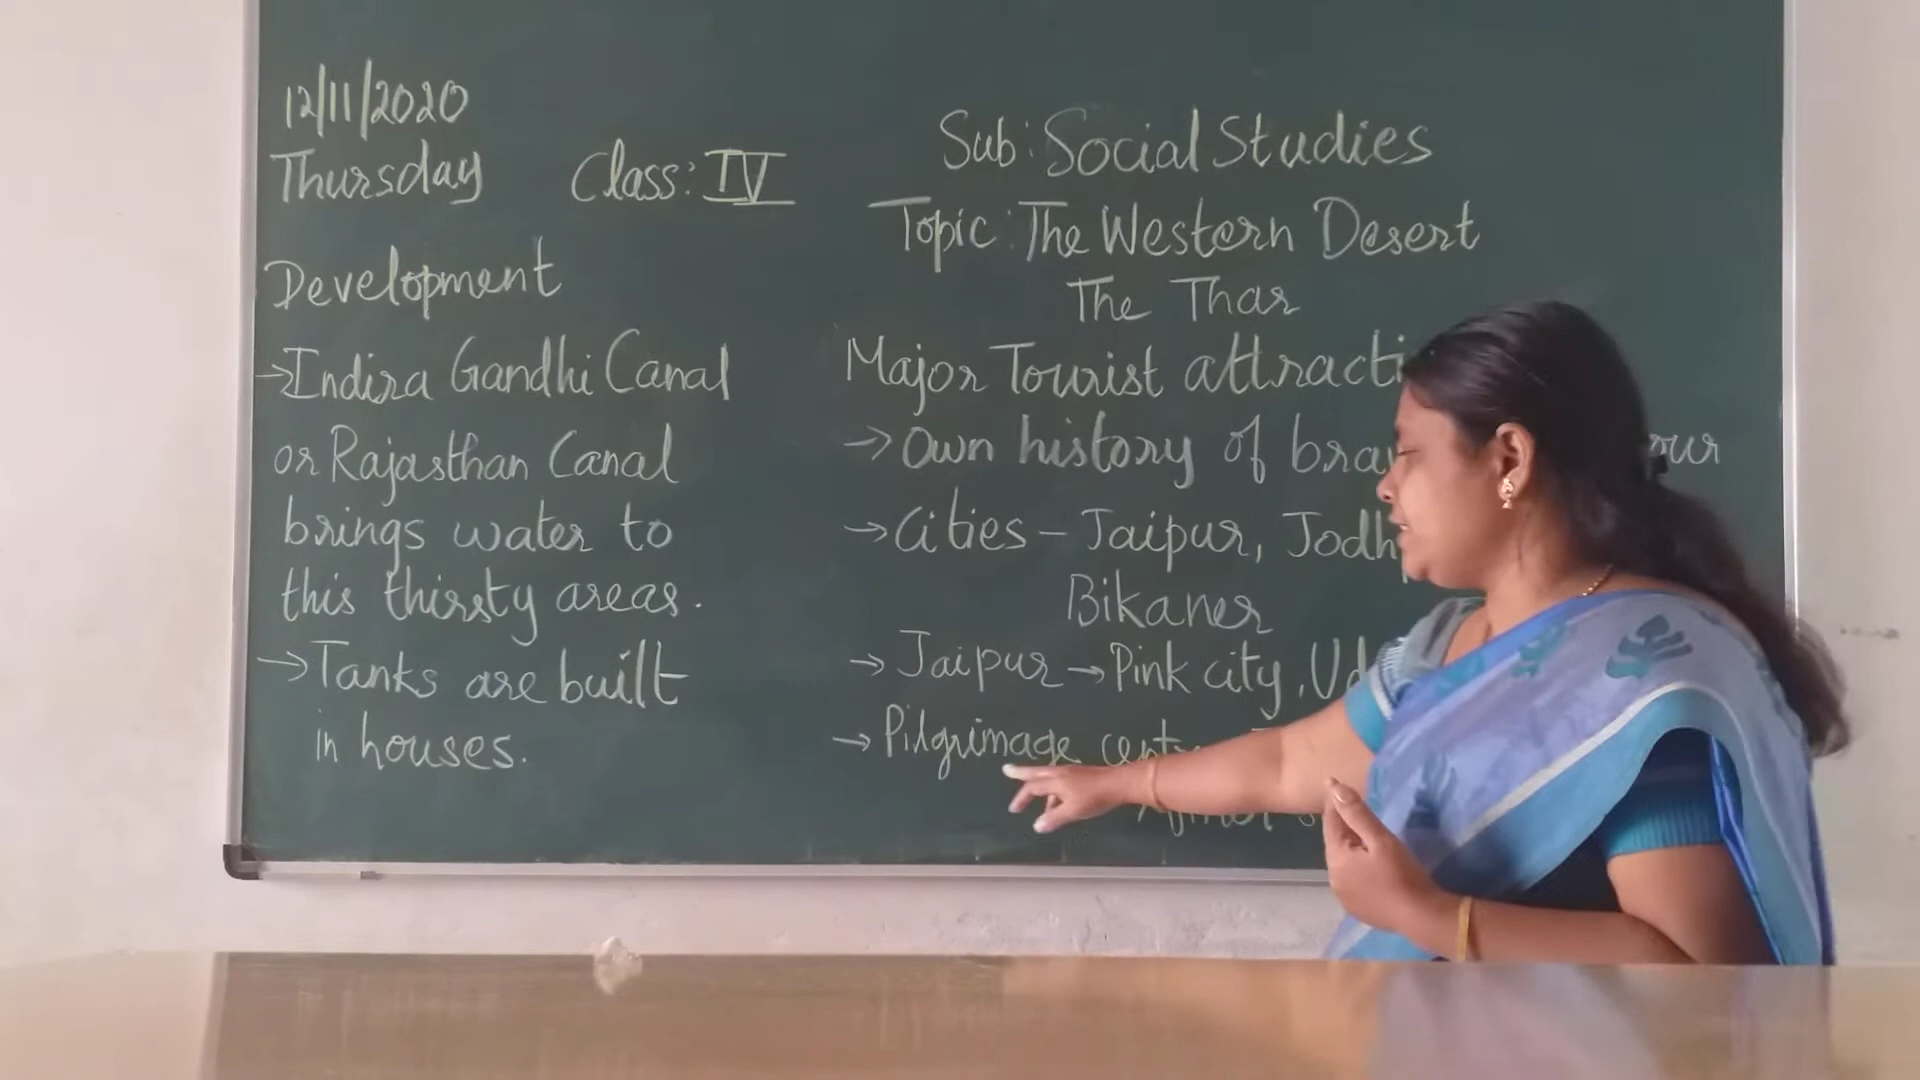 12/11/2020
Thursday
Class: IV
Sub: Social Studies
Topic: The Western Desert
The Thar
Development
→ Indira Gandhi Canal
or Rajasthan Canal
brings water to
this thirsty areas.
→ Tanks are built
in houses.
Major Tourist
→ Own history of
→ Cities – Jaipur,
Bikaner
→ Jaipur → Pink city,
→ Pilgrimage